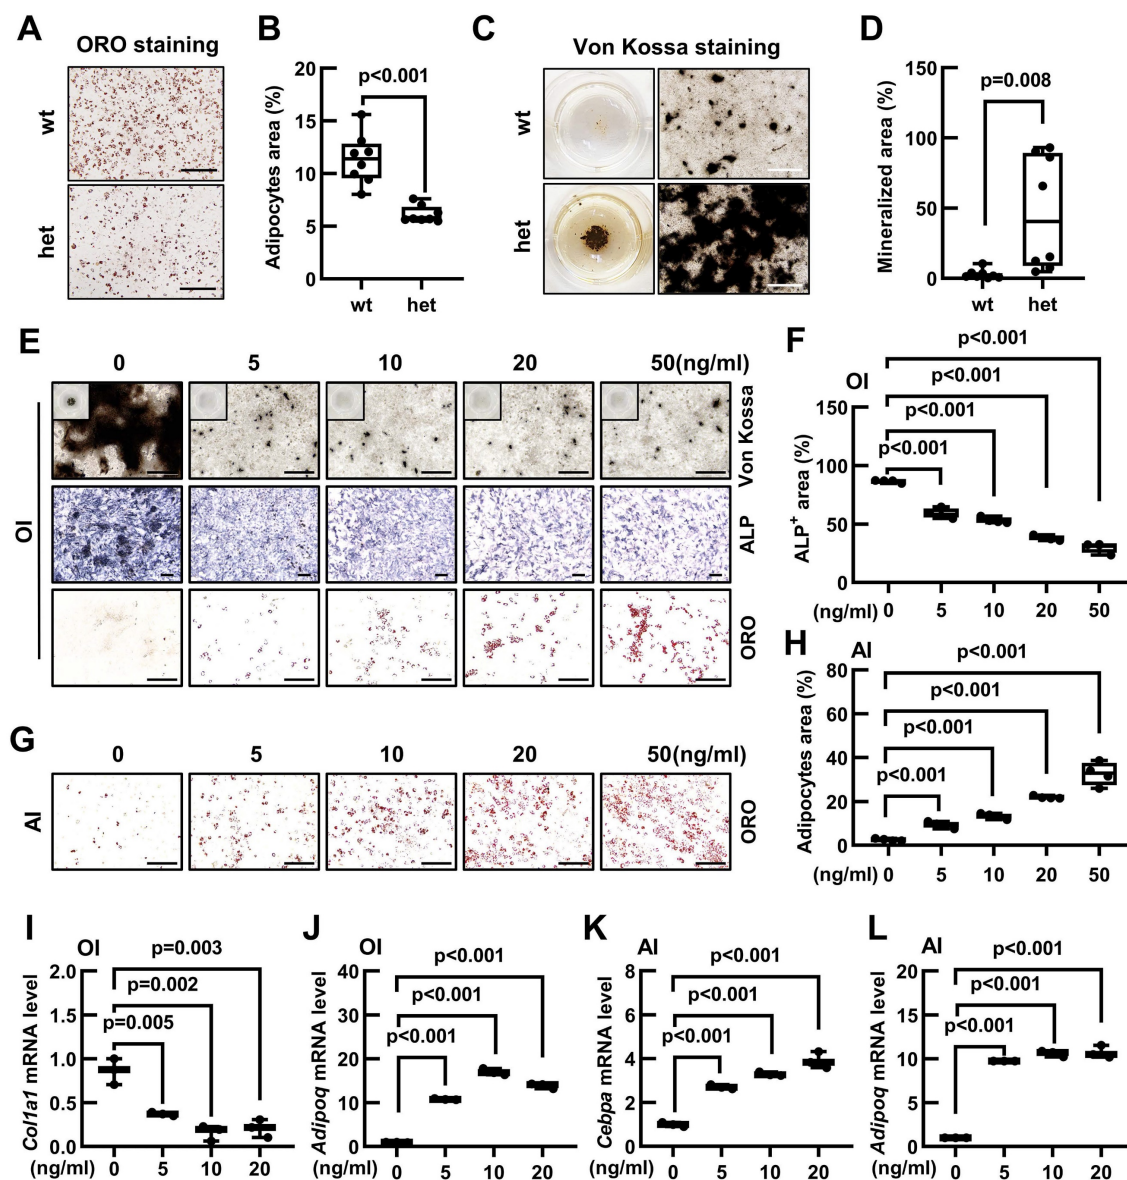 A
ORO staining
wt
het
B
Adipocytes area (%)
20
15
10
5
0
p<0.001
wt het
C
Von Kossa staining
wt
het
D
Mineralized area (%)
150
100
50
0
p=0.008
wt het
E
0 5 10 20 50(ng/ml)
OI
Von Kossa
ALP
ORO
F
OI
p<0.001
p<0.001
p<0.001
p<0.001
ALP+ area (%)
150
100
50
0
(ng/ml) 0 5 10 20 50
G
0 5 10 20 50(ng/ml)
AI
ORO
H
AI
p<0.001
p<0.001
p<0.001
p<0.001
Adipocytes area (%)
80
60
40
20
0
(ng/ml) 0 5 10 20 50
I
OI
p=0.003
p=0.002
p=0.005
Col1a1 mRNA level
2.0
1.5
1.0
0.5
0.0
(ng/ml) 0 5 10 20
J
OI
p<0.001
p<0.001
p<0.001
Adipoq mRNA level
40
30
20
10
0
(ng/ml) 0 5 10 20
K
AI
p<0.001
p<0.001
p<0.001
Cebpa mRNA level
8
6
4
2
0
(ng/ml) 0 5 10 20
L
AI
p<0.001
p<0.001
p<0.001
Adipoq mRNA level
20
15
10
5
0
(ng/ml) 0 5 10 20